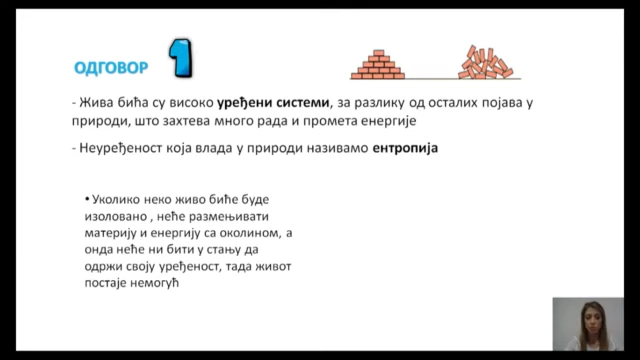 ОДГОВОР 1
- Жива бића су високо уређени системи, за разлику од осталих појава у
природи, што захтева много рада и промета енергије
- Неуређеност која влада у природи називамо ентропија
• Уколико неко живо биће буде
изоловано , неће размењивати
материју и енергију са околином, а
онда неће ни бити у стању да
одржи своју уређеност, тада живот
постаје немогућ